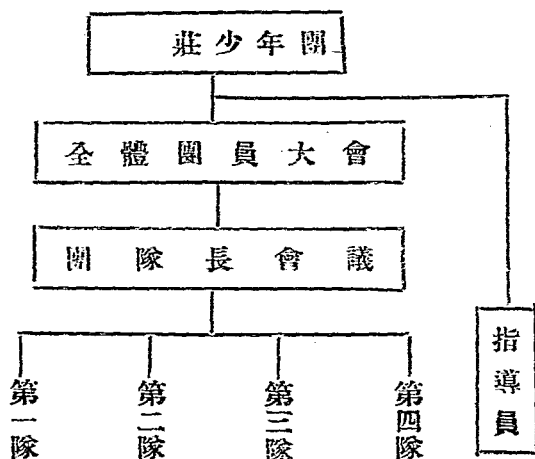 莊少年團
全體團員大會
團隊長會議
指導員
第一隊
第二隊
第三隊
第四隊